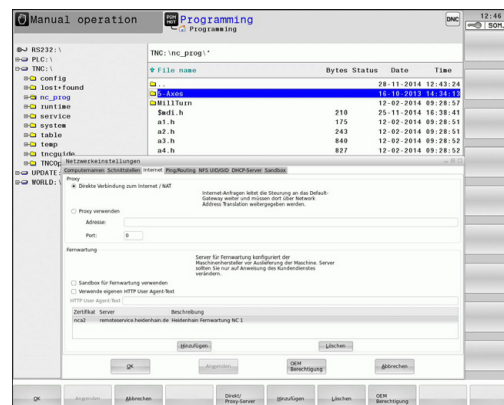 Manual operation
PGM MGT
Programming
Programming
DNC
12:46
SOM.
RS232:\
PLC:\
TNC:\
config
lost+found
nc_prog
runtime
service
system
table
temp
tncguide
UPDATE:
WORLD:\
TNC:\nc_prog\*
File name Bytes Status Date Time
.. 20-11-2014 12:43:24
5-Axes 16-10-2013 14:34:13
MillTurn 12-02-2014 09:28:57
$mdi.h 210 25-11-2014 16:38:41
a1.h 175 12-02-2014 09:28:51
a2.h 243 12-02-2014 09:28:51
a3.h 840 12-02-2014 09:28:52
a4.h 827 12-02-2014 09:28:52
Netzwerkeinstellungen
Computernamen Schnittstellen Internet Ping/Routing NFS UID/GID DHCP-Server Sandbox
Proxy
Direkte Verbindung zum Internet / NAT
Internet-Anfragen leitet die Steurung an das Default-
Gateway weiter und müssen dort über Network
Address Translation weitergegeben werden.
Proxy verwenden
Adresse:
Port: 0
Fernwartung
Server für Fernwartung konfiguriert der
Maschinenhersteller vor Auslieferung der Maschine. Server
sollten Sie nur auf Anweisung des Kundendienstes
verändern.
Sandbox für Fernwartung verwenden
Verwende eigenen HTTP User Agent-Text
HTTP User Agent-Text
Zertifikat Server Beschreibung
nca2 remoteservice.heidenhain.de Heidenhain Fernwartung NC 1
Hinzufügen Löschen
OK Anwenden OEM Berechtigung Abbrechen
OK Anwenden Abbrechen Direkt/ Proxy-Server Hinzufügen Löschen OEM Berechtigung